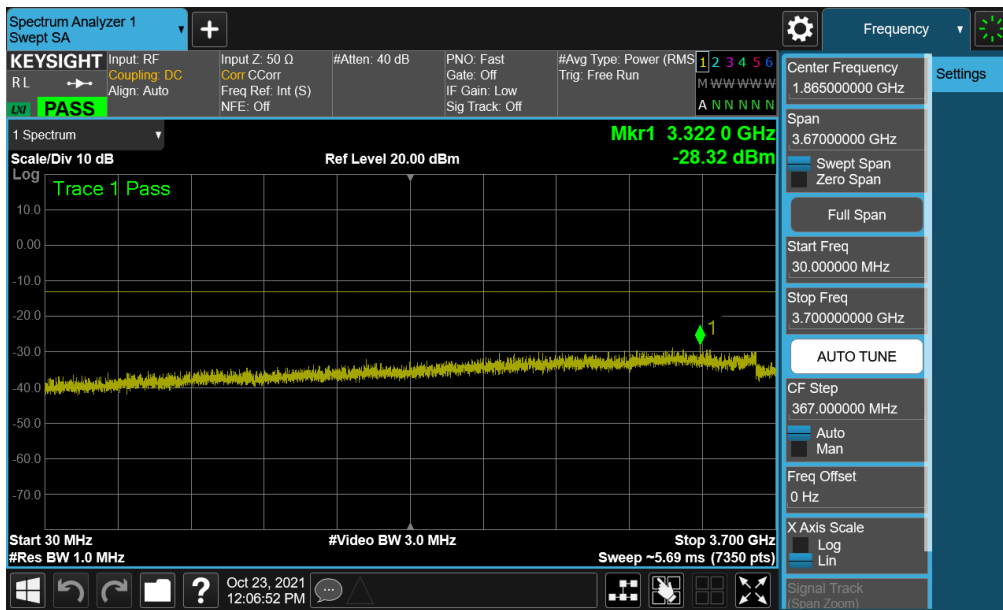 Spectrum Analyzer 1
Swept SA
+
Frequency
KEYSIGHT
R L
LXI
PASS
Input: RF
Coupling: DC
Align: Auto
Input Z: 50 Ω
Corr CCorr
Freq Ref: Int (S)
NFE: Off
#Atten: 40 dB
PNO: Fast
Gate: Off
IF Gain: Low
Sig Track: Off
#Avg Type: Power (RMS
Trig: Free Run
1 2 3 4 5 6
M W W W W W
A N N N N N
1 Spectrum
Scale/Div 10 dB
Ref Level 20.00 dBm
Mkr1 3.322 0 GHz
-28.32 dBm
Log
Trace 1 Pass
10.0
0.00
-10.0
-20.0
-30.0
-40.0
-50.0
-60.0
-70.0
1
Start 30 MHz
#Video BW 3.0 MHz
Stop 3.700 GHz
#Res BW 1.0 MHz
Sweep ~5.69 ms (7350 pts)
?
Oct 23, 2021
12:06:52 PM
Center Frequency
1.865000000 GHz
Span
3.67000000 GHz
Swept Span
Zero Span
Full Span
Start Freq
30.000000 MHz
Stop Freq
3.700000000 GHz
AUTO TUNE
CF Step
367.000000 MHz
Auto
Man
Freq Offset
0 Hz
X Axis Scale
Log
Lin
Signal Track
(Span Zoom)
Settings